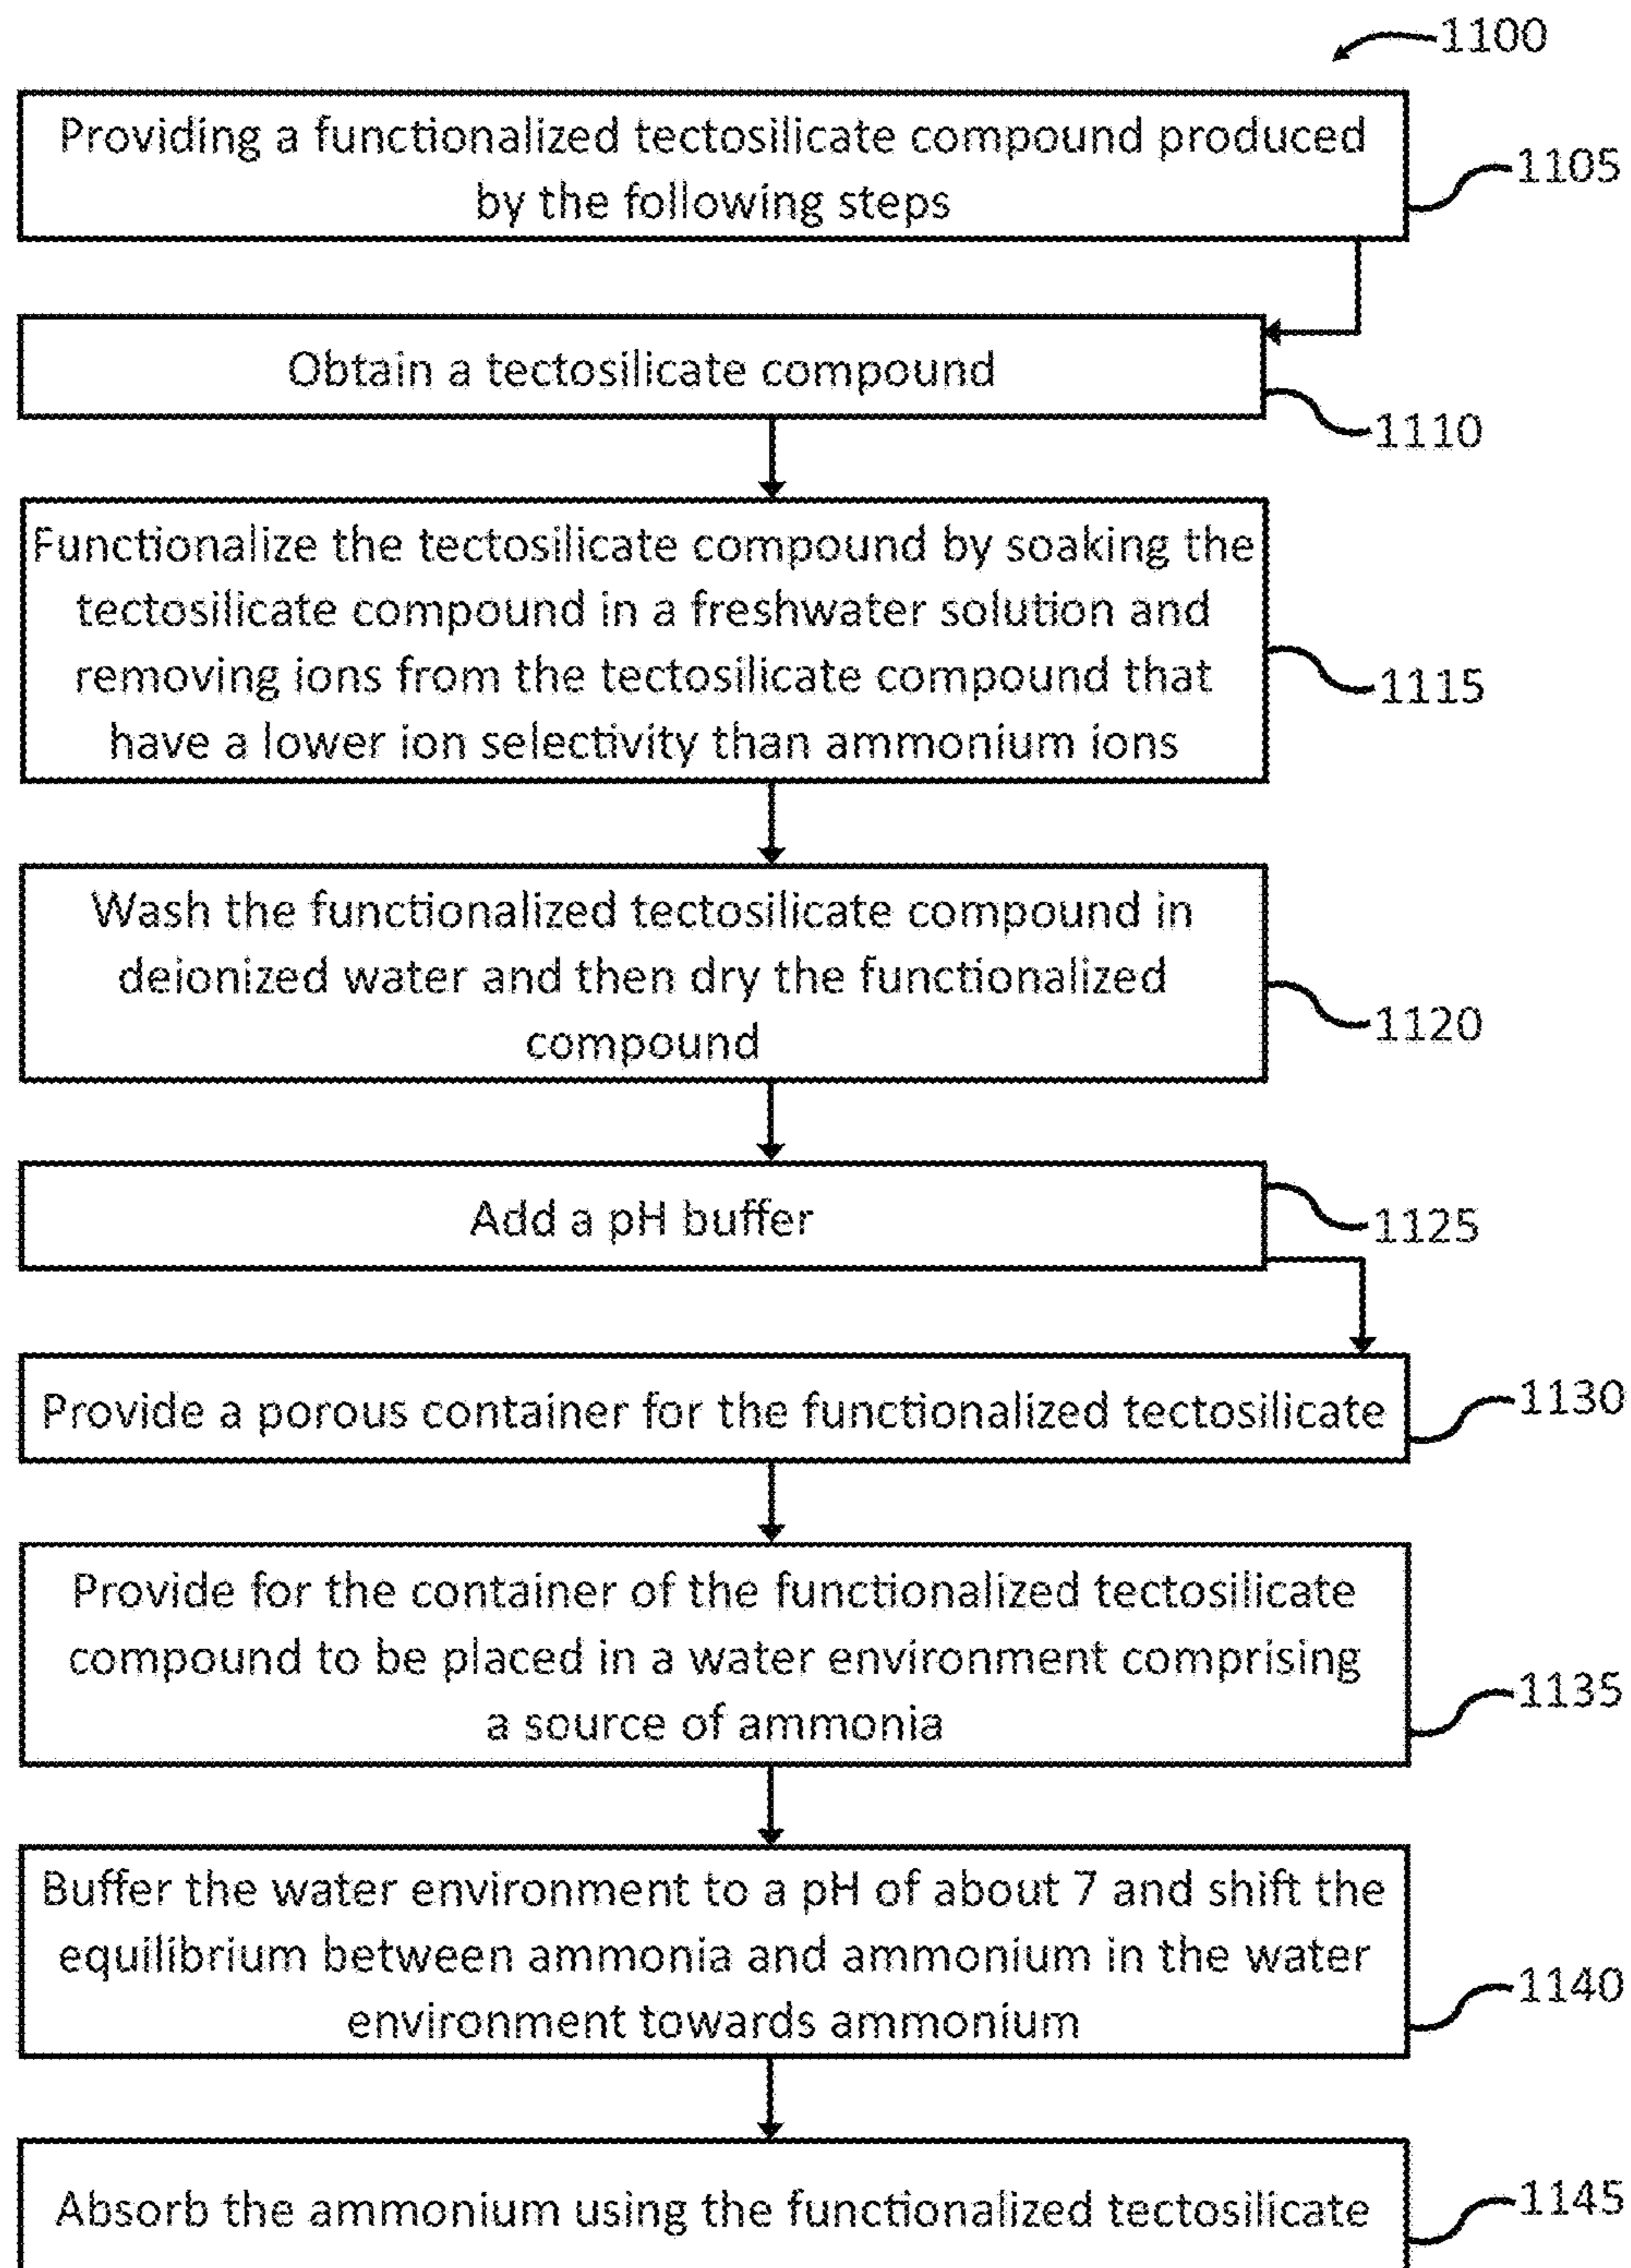 1100
Providing a functionalized tectosilicate compound produced
by the following steps
1105
Obtain a tectosilicate compound
1110
Functionalize the tectosilicate compound by soaking the
tectosilicate compound in a freshwater solution and
removing ions from the tectosilicate compound that
have a lower ion selectivity than ammonium ions
1115
Wash the functionalized tectosilicate compound in
deionized water and then dry the functionalized
compound
1120
Add a pH buffer
1125
Provide a porous container for the functionalized tectosilicate
1130
Provide for the container of the functionalized tectosilicate
compound to be placed in a water environment comprising
a source of ammonia
1135
Buffer the water environment to a pH of about 7 and shift the
equilibrium between ammonia and ammonium in the water
environment towards ammonium
1140
Absorb the ammonium using the functionalized tectosilicate
1145